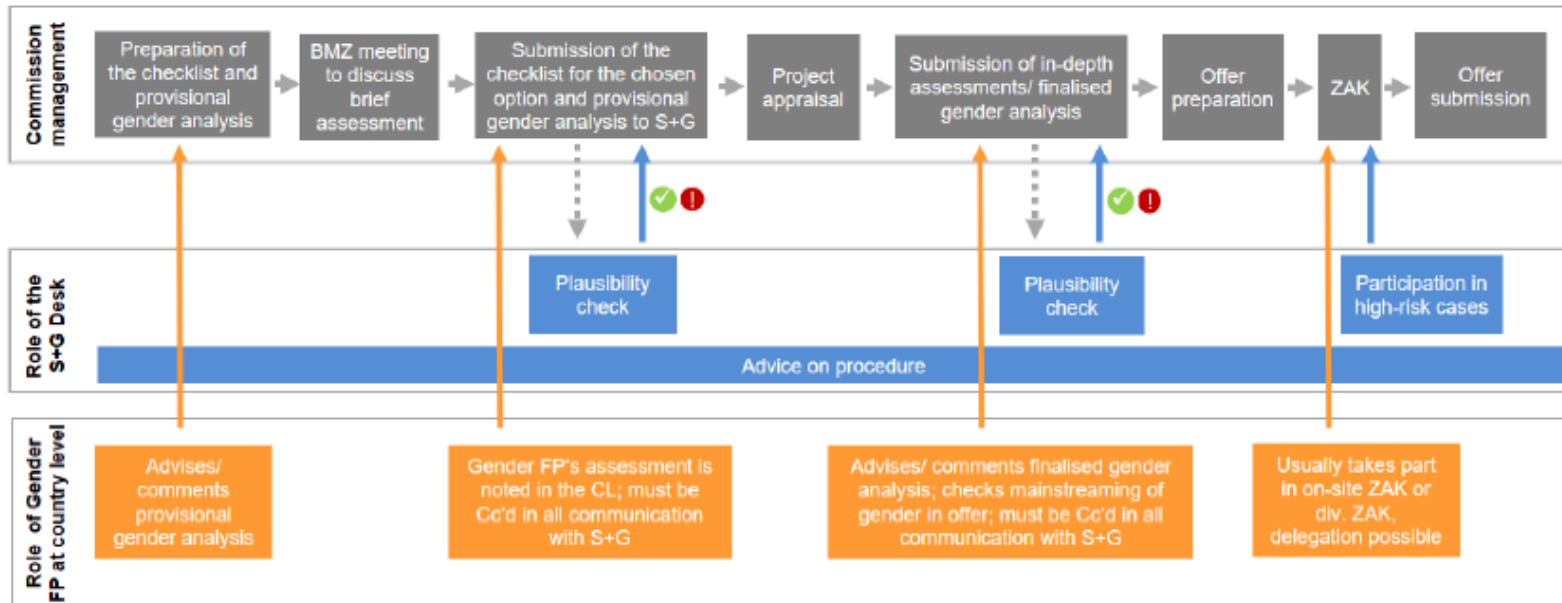 Commission
management
Preparation of
the checklist and
provisional
gender analysis
BMZ meeting
to discuss
brief
assessment
Submission of the
checklist for the chosen
option and provisional
gender analysis to S+G
Project
appraisal
Submission of in-depth
assessments/ finalised
gender analysis
Offer
preparation
ZAK
Offer
submission
Role of the
S+G Desk
Plausibility
check
Plausibility
check
Participation in
high-risk cases
Advice on procedure
Role of Gender
FP at country level
Advises/
comments
provisional
gender analysis
Gender FP's assessment is
noted in the CL; must be
Cc'd in all communication
with S+G
Advises/ comments finalised gender
analysis; checks mainstreaming of
gender in offer; must be Cc'd in all
communication with S+G
Usually takes part
in on-site ZAK or
div. ZAK,
delegation possible